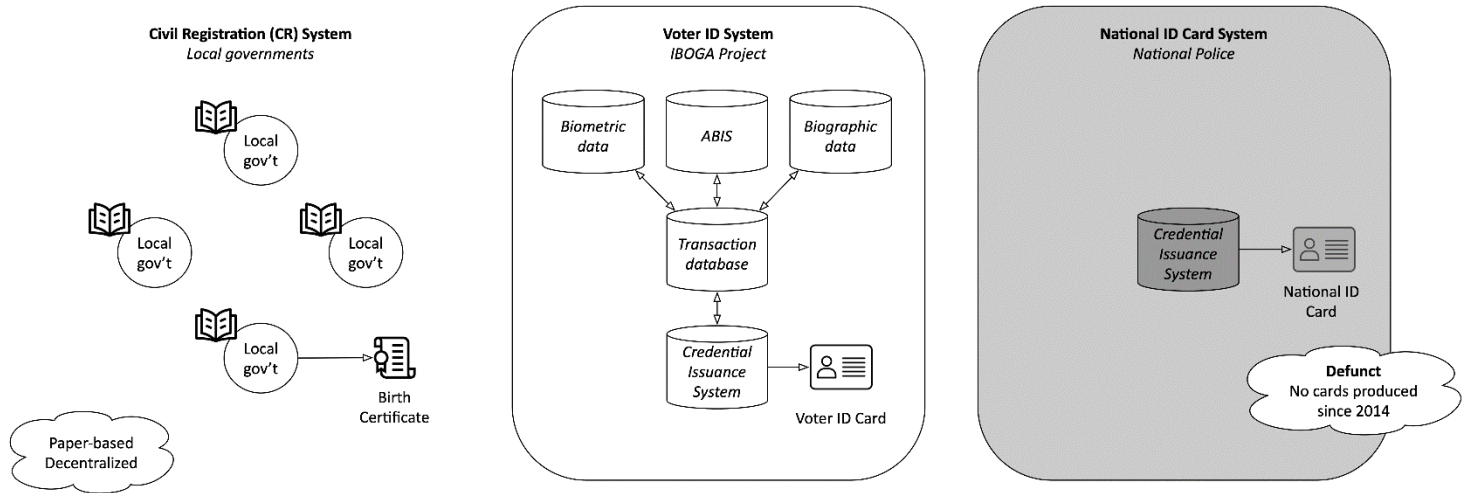 Civil Registration (CR) System
Local governments
Local
gov't
Local
gov't
Local
gov't
Local
gov't
Birth
Certificate
Paper-based
Decentralized
Voter ID System
IBOGA Project
Biometric
data
ABIS
Biographic
data
Transaction
database
Credential
Issuance
System
Voter ID Card
National ID Card System
National Police
Credential
Issuance
System
National ID
Card
Defunct
No cards produced
since 2014